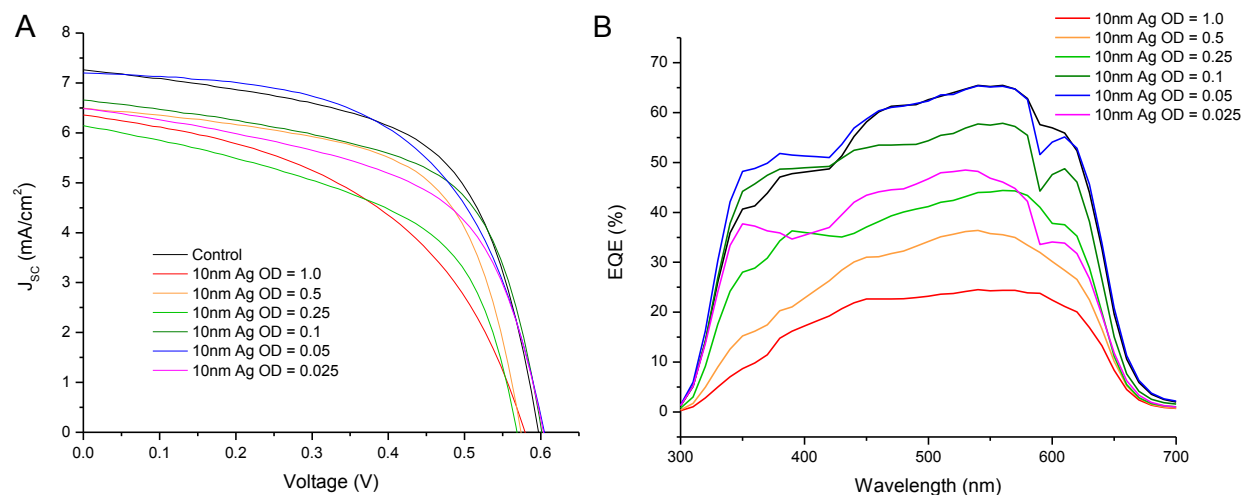 A
8
7
6
5
4
3
2
1
0
J_SC (mA/cm²)
Control
10nm Ag OD = 1.0
10nm Ag OD = 0.5
10nm Ag OD = 0.25
10nm Ag OD = 0.1
10nm Ag OD = 0.05
10nm Ag OD = 0.025
0.0 0.1 0.2 0.3 0.4 0.5 0.6
Voltage (V)
B
10nm Ag OD = 1.0
10nm Ag OD = 0.5
10nm Ag OD = 0.25
10nm Ag OD = 0.1
10nm Ag OD = 0.05
10nm Ag OD = 0.025
70
60
50
40
30
20
10
0
EQE (%)
300 400 500 600 700
Wavelength (nm)